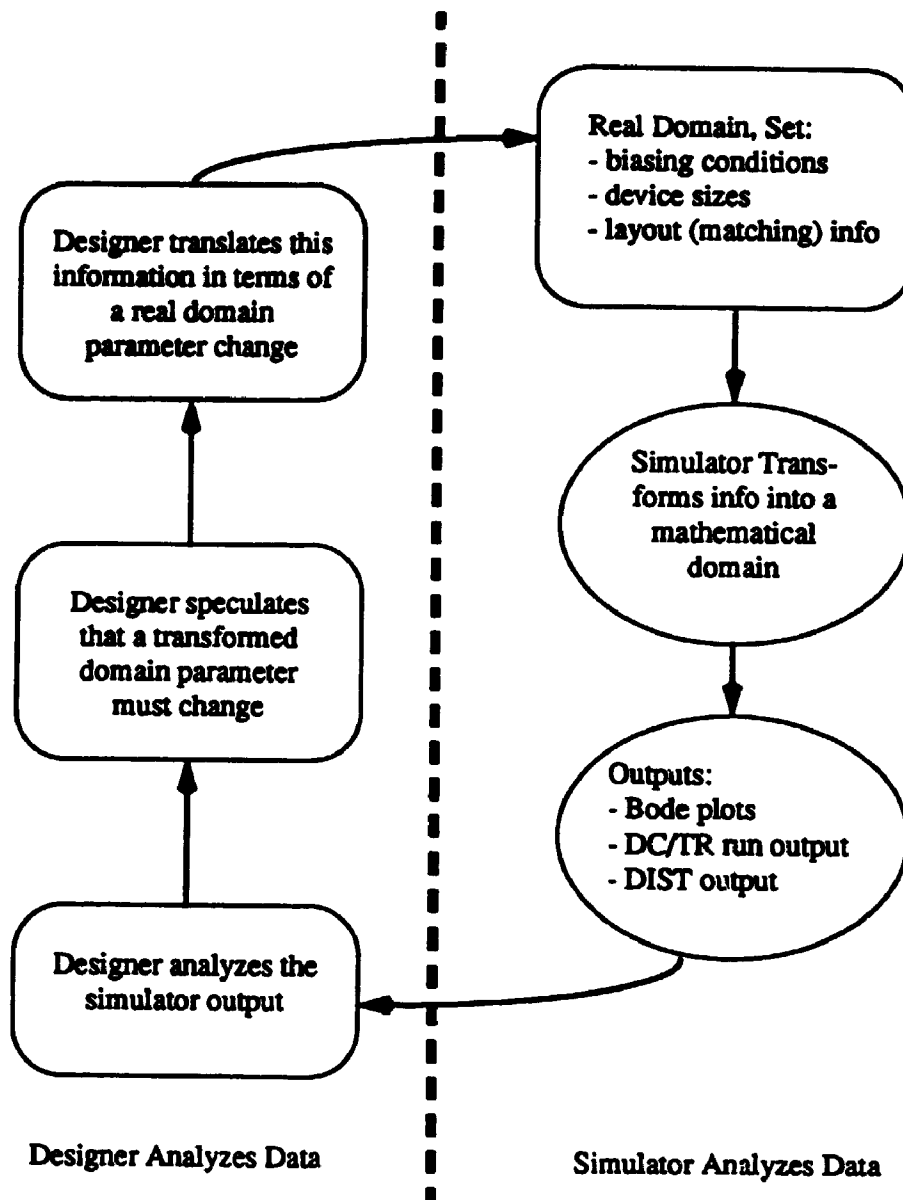 Real Domain, Set:
- biasing conditions
- device sizes
- layout (matching) info
Designer translates this
information in terms of
a real domain
parameter change
Simulator Trans-
forms info into a
mathematical
domain
Designer speculates
that a transformed
domain parameter
must change
Outputs:
- Bode plots
- DC/TR run output
- DIST output
Designer analyzes the
simulator output
Designer Analyzes Data
Simulator Analyzes Data